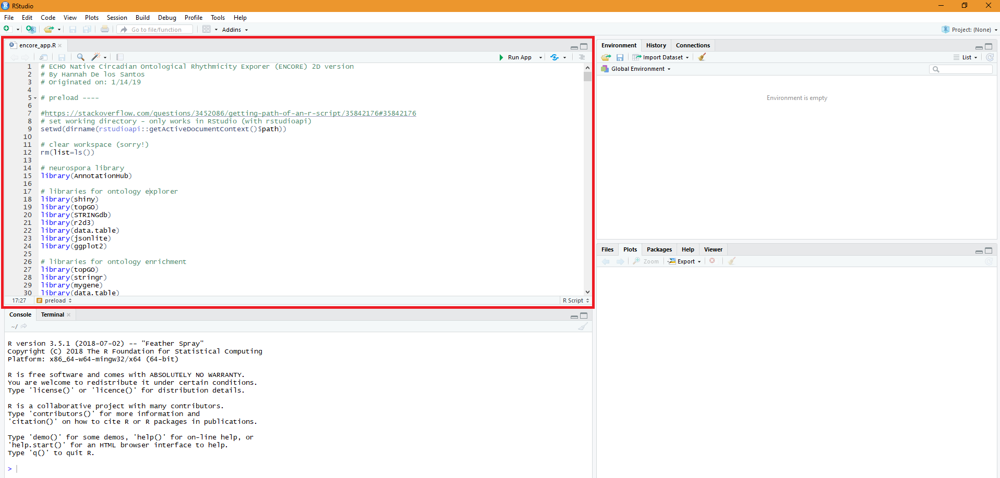 RStudio
File Edit Code View Plots Session Build Debug Profile Tools Help
Go to file/function Addins Project: (None)
encore_app.R
Run App
1 # ECHO Native Circadian Ontological Rhythmicity Exporer (ENCORE) 2D version
2 # By Hannah De los Santos
3 # Originated on: 1/14/19
4
5 # preload ----
6
7 #https://stackoverflow.com/questions/3452086/getting-path-of-an-r-script/35842176#35842176
8 # set working directory - only works in RStudio (with rstudioapi)
9 setwd(dirname(rstudioapi::getActiveDocumentContext()$path))
10
11 # clear workspace (sorry!)
12 rm(list=ls())
13
14 # neurospora library
15 library(AnnotationHub)
16
17 # libraries for ontology explorer
18 library(shiny)
19 library(topGO)
20 library(STRINGdb)
21 library(r2d3)
22 library(data.table)
23 library(jsonlite)
24 library(ggplot2)
25
26 # libraries for ontology enrichment
27 library(topGO)
28 library(stringr)
29 library(mygene)
30 library(data.table)
17:27 # preload R Script
Console Terminal
~/
R version 3.5.1 (2018-07-02) -- "Feather Spray"
Copyright (C) 2018 The R Foundation for Statistical Computing
Platform: x86_64-w64-mingw32/x64 (64-bit)
R is free software and comes with ABSOLUTELY NO WARRANTY.
You are welcome to redistribute it under certain conditions.
Type 'license()' or 'licence()' for distribution details.
R is a collaborative project with many contributors.
Type 'contributors()' for more information and
'citation()' on how to cite R or R packages in publications.
Type 'demo()' for some demos, 'help()' for on-line help, or
'help.start()' for an HTML browser interface to help.
Type 'q()' to quit R.
>
Environment History Connections
Import Dataset List
Global Environment
Environment is empty
Files Plots Packages Help Viewer
Zoom Export